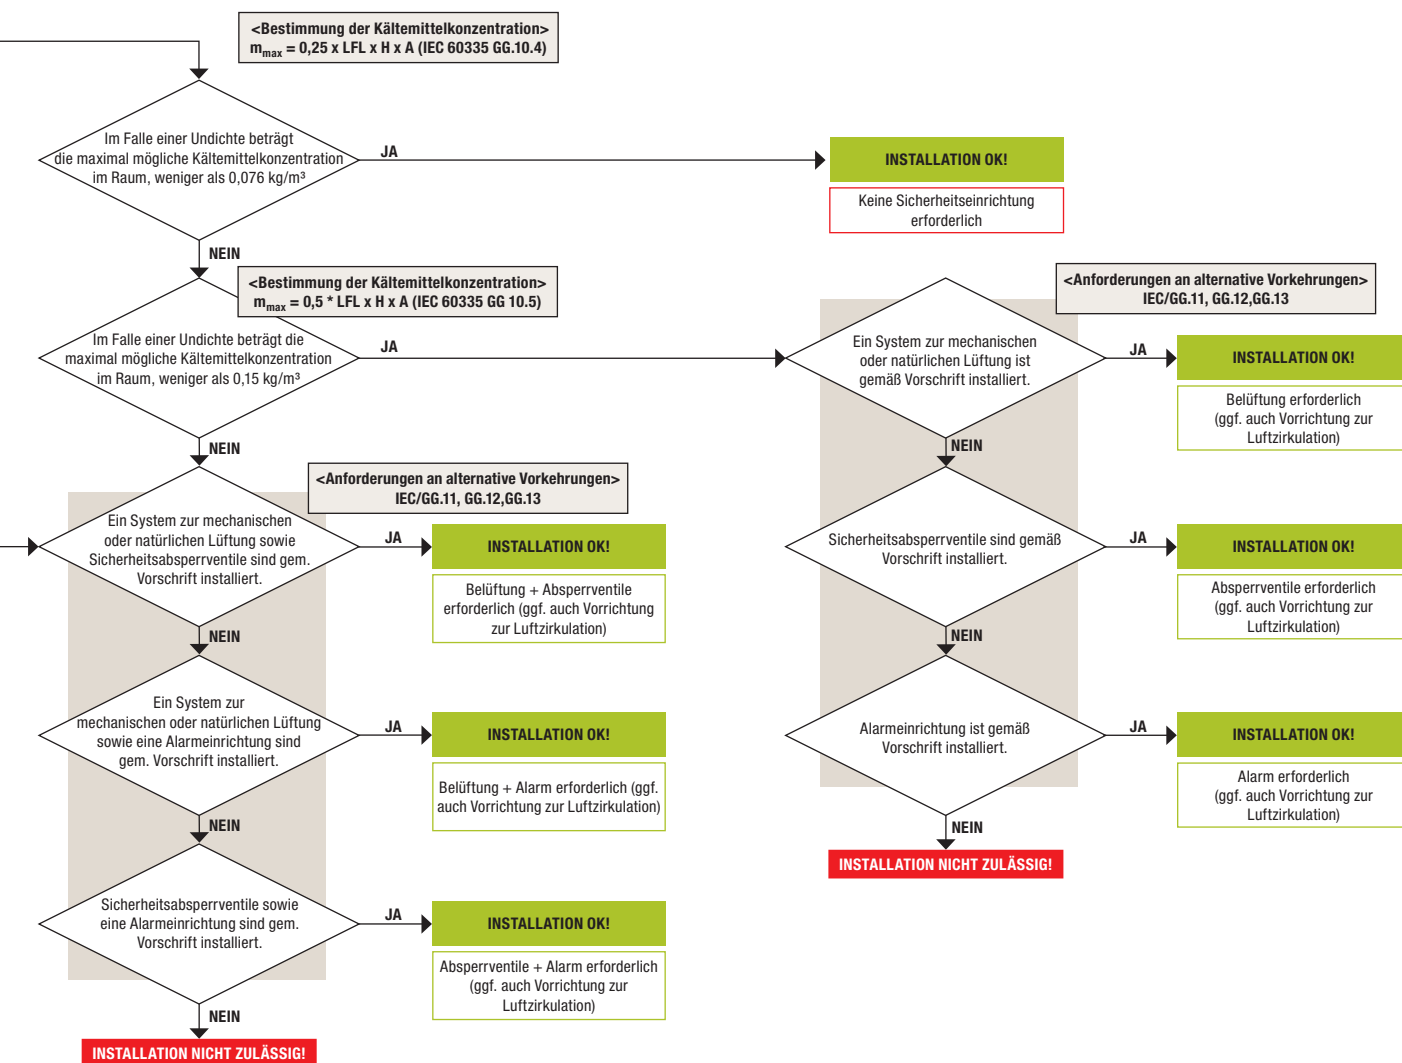 <Bestimmung der Kältemittelkonzentration>
mmax = 0,25 x LFL x H x A (IEC 60335 GG.10.4)
Im Falle einer Undichte beträgt
die maximal mögliche Kältemittelkonzentration
im Raum, weniger als 0,076 kg/m³
JA
INSTALLATION OK!
Keine Sicherheitseinrichtung
erforderlich
NEIN
<Bestimmung der Kältemittelkonzentration>
mmax = 0,5 * LFL x H x A (IEC 60335 GG 10.5)
Im Falle einer Undichte beträgt die
maximal mögliche Kältemittelkonzentration
im Raum, weniger als 0,15 kg/m³
JA
<Anforderungen an alternative Vorkehrungen>
IEC/GG.11, GG.12,GG.13
Ein System zur mechanischen
oder natürlichen Lüftung ist
gemäß Vorschrift installiert.
JA
INSTALLATION OK!
Belüftung erforderlich
(ggf. auch Vorrichtung zur
Luftzirkulation)
NEIN
Sicherheitsabsperrventile sind gemäß
Vorschrift installiert.
JA
INSTALLATION OK!
Absperrventile erforderlich
(ggf. auch Vorrichtung zur
Luftzirkulation)
NEIN
Alarmeinrichtung ist gemäß
Vorschrift installiert.
JA
INSTALLATION OK!
Alarm erforderlich
(ggf. auch Vorrichtung zur
Luftzirkulation)
NEIN
INSTALLATION NICHT ZULÄSSIG!
NEIN
<Anforderungen an alternative Vorkehrungen>
IEC/GG.11, GG.12,GG.13
Ein System zur mechanischen
oder natürlichen Lüftung sowie
Sicherheitsabsperrventile sind gem.
Vorschrift installiert.
JA
INSTALLATION OK!
Belüftung + Absperrventile
erforderlich (ggf. auch Vorrichtung
zur Luftzirkulation)
NEIN
Ein System zur
mechanischen oder natürlichen Lüftung
sowie eine Alarmeinrichtung sind
gem. Vorschrift installiert.
JA
INSTALLATION OK!
Belüftung + Alarm erforderlich (ggf.
auch Vorrichtung zur Luftzirkulation)
NEIN
Sicherheitsabsperrventile sowie
eine Alarmeinrichtung sind gem.
Vorschrift installiert.
JA
INSTALLATION OK!
Absperrventile + Alarm erforderlich
(ggf. auch Vorrichtung zur
Luftzirkulation)
NEIN
INSTALLATION NICHT ZULÄSSIG!